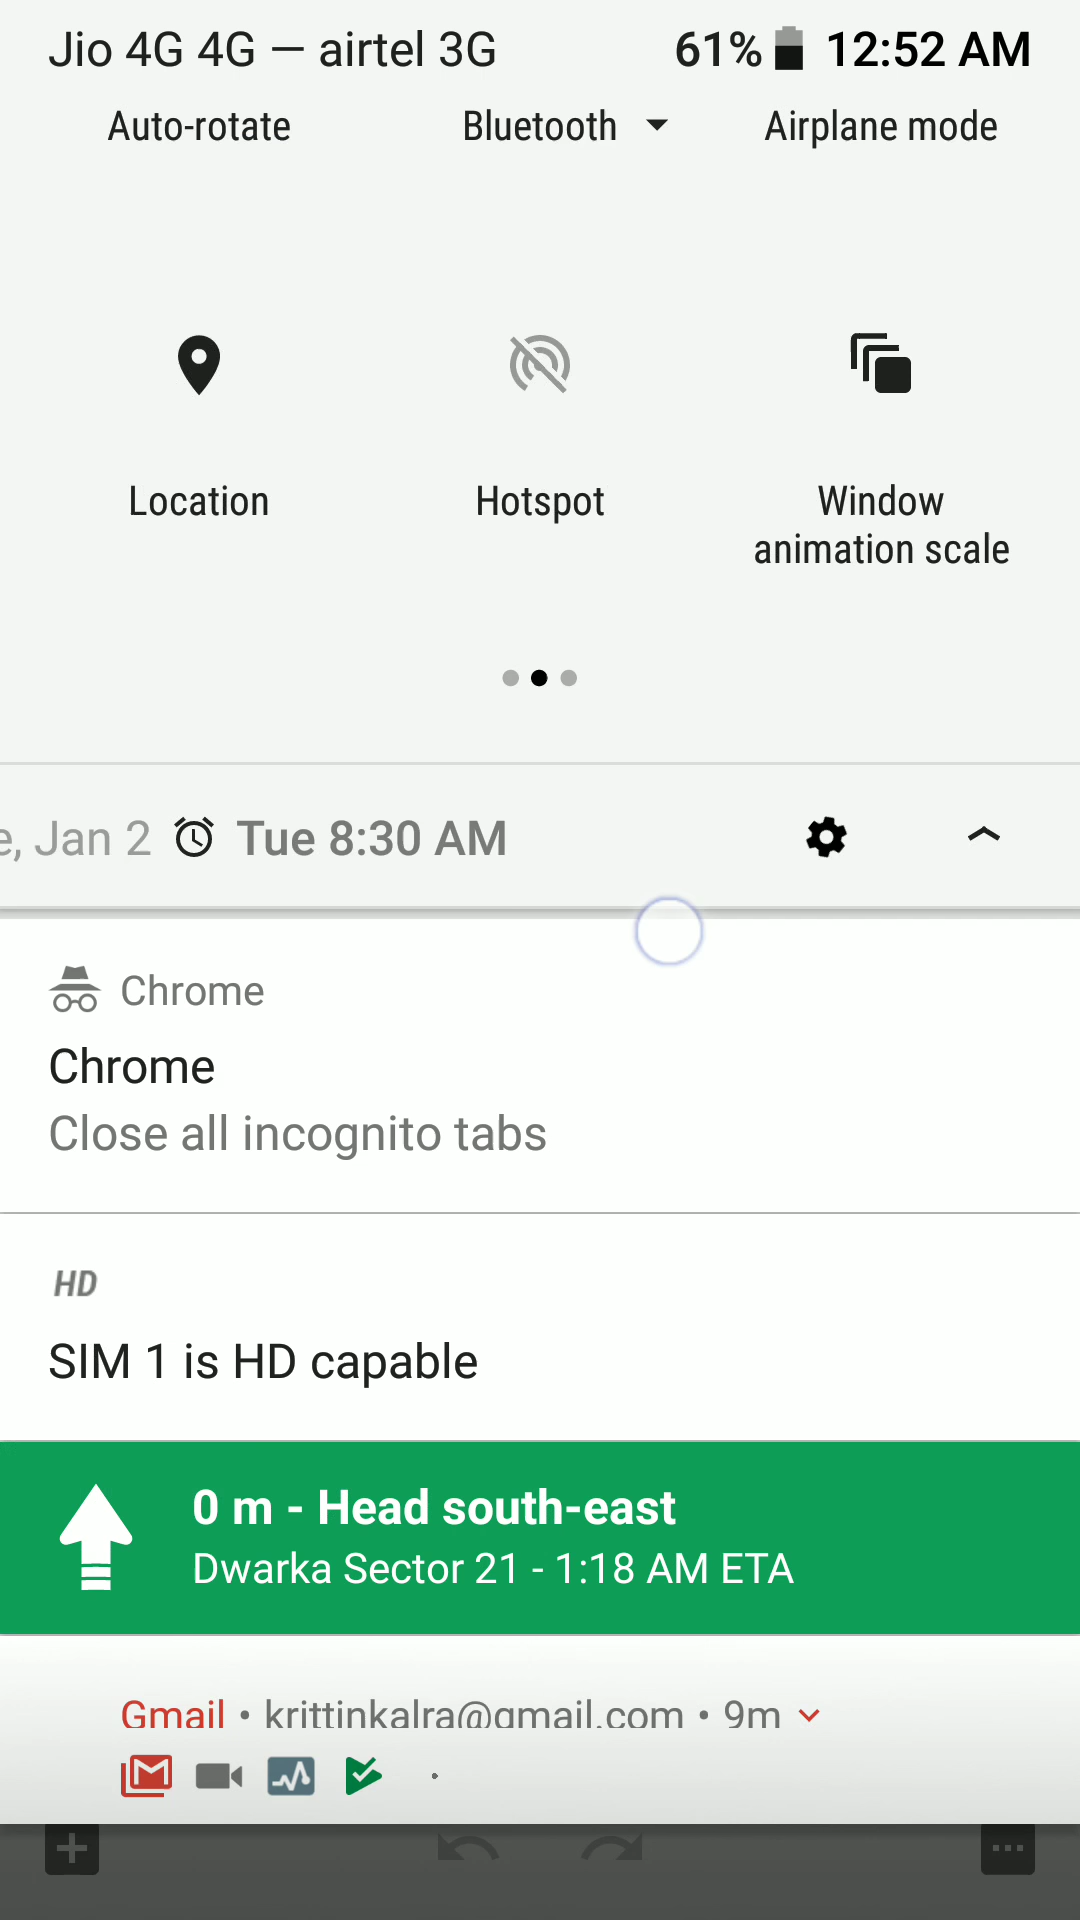 Jio 4G 4G — airtel 3G 61% 12:52 AM
Auto-rotate Bluetooth Airplane mode
Location Hotspot Window
animation scale
e, Jan 2 Tue 8:30 AM
Chrome
Chrome
Close all incognito tabs
HD
SIM 1 is HD capable
0 m - Head south-east
Dwarka Sector 21 - 1:18 AM ETA
Gmail • krittinkalra@gmail.com • 9m